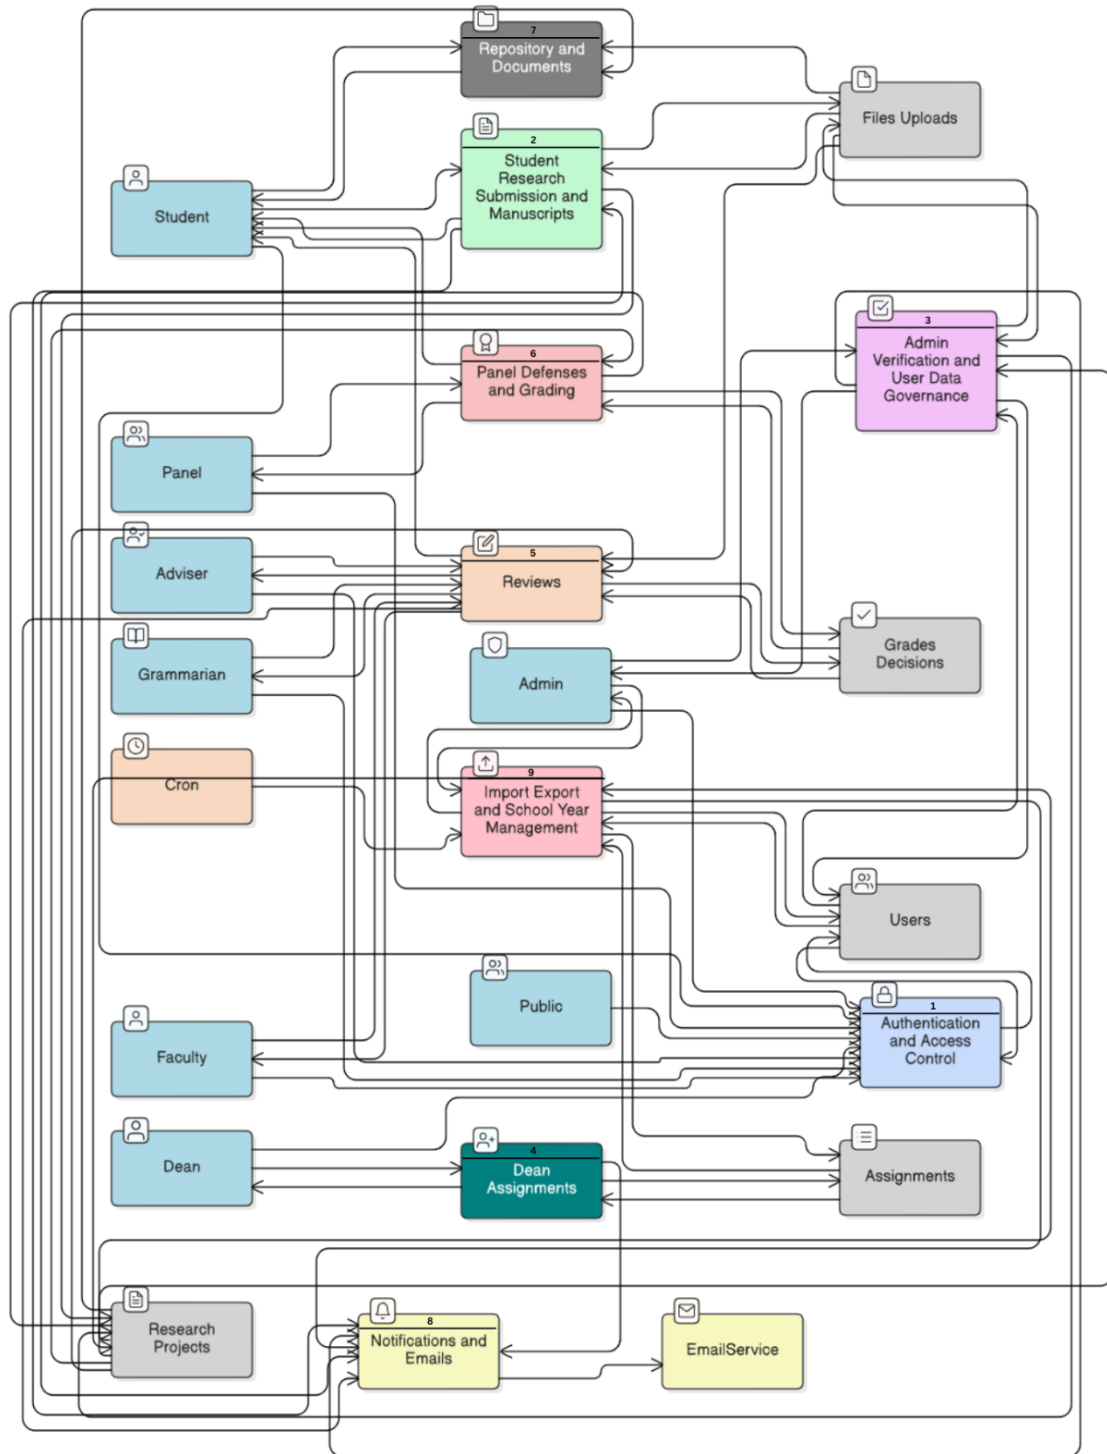 7
Repository and
Documents
Files Uploads
2
Student
Research
Submission and
Manuscripts
Student
3
Admin
Verification and
User Data
Governance
6
Panel Defenses
and Grading
Panel
Adviser
5
Reviews
Grammarian
Grades
Decisions
Admin
Cron
9
Import Export
and School Year
Management
Users
Public
1
Authentication
and Access
Control
Faculty
Dean
4
Dean
Assignments
Assignments
Research
Projects
8
Notifications and
Emails
EmailService